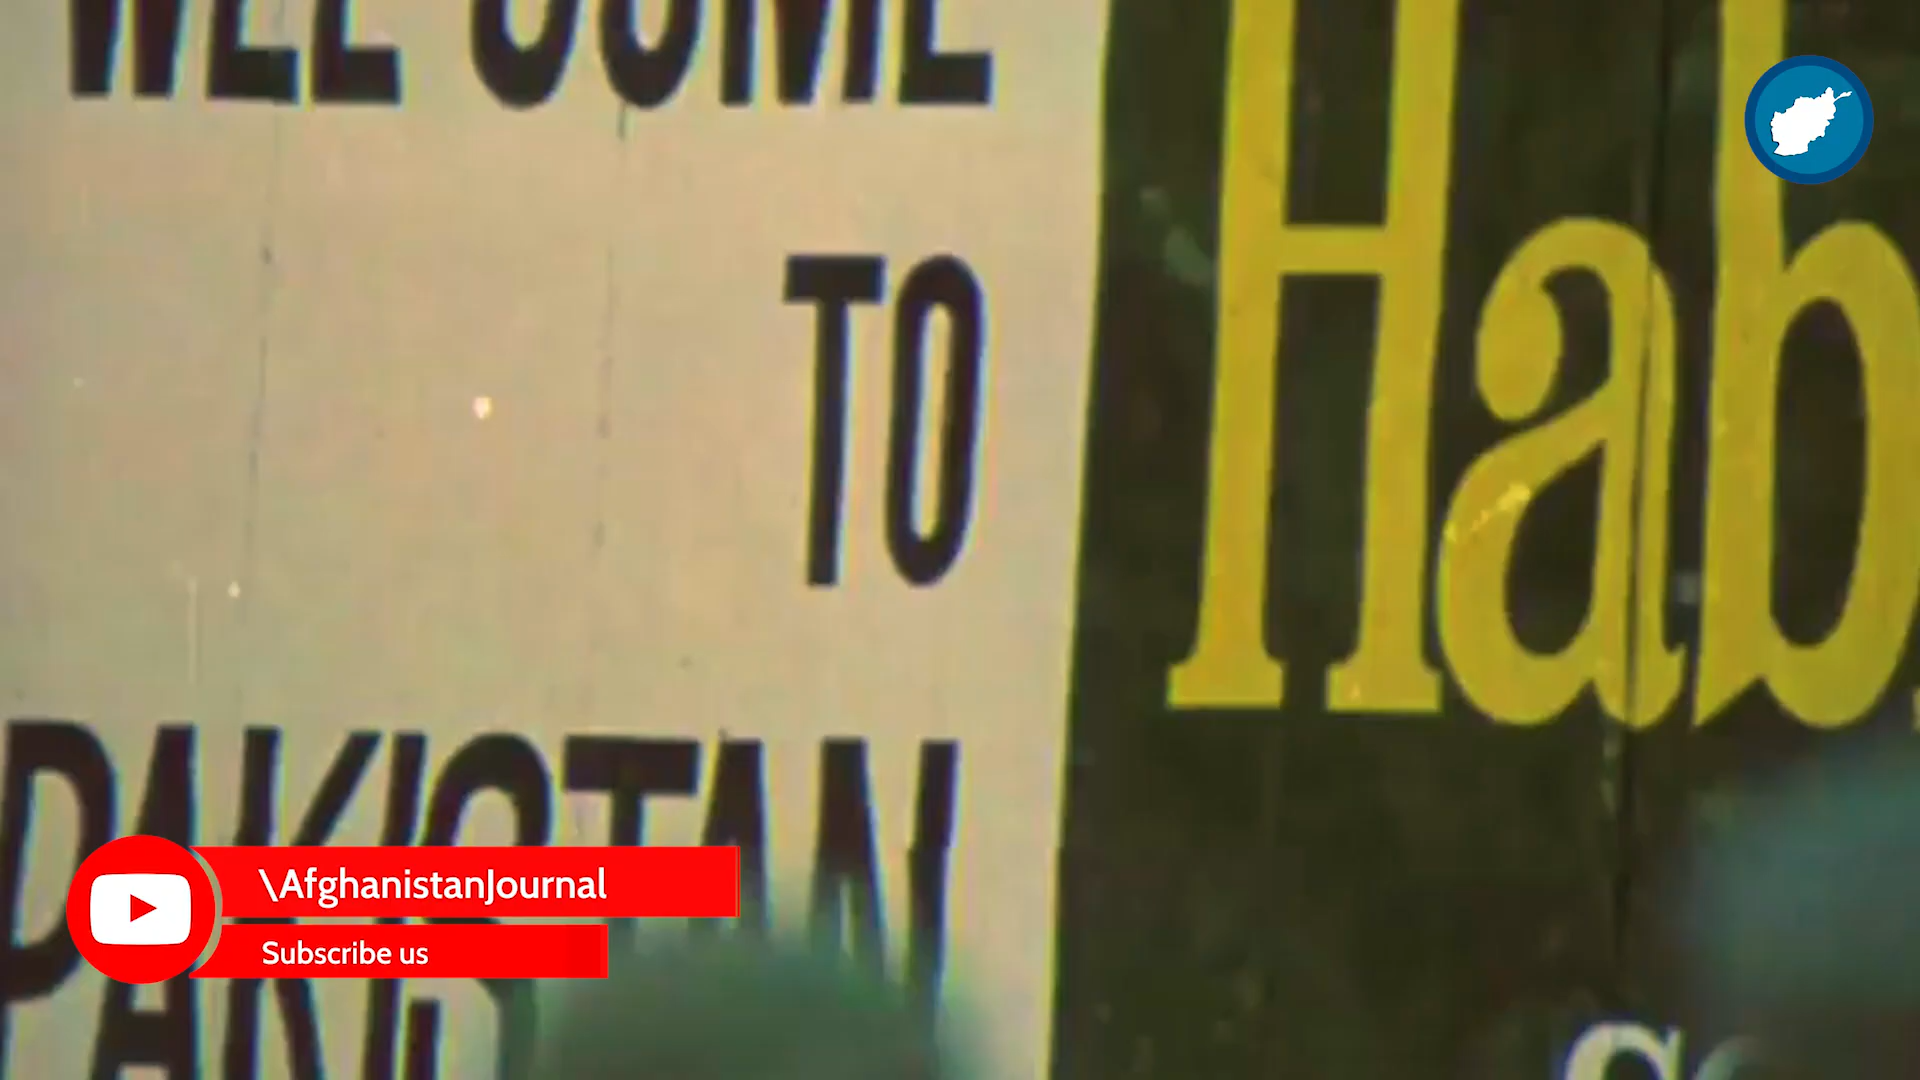 WELCOME
TO
PAKISTAN
Hab
\AfghanistanJournal
Subscribe us